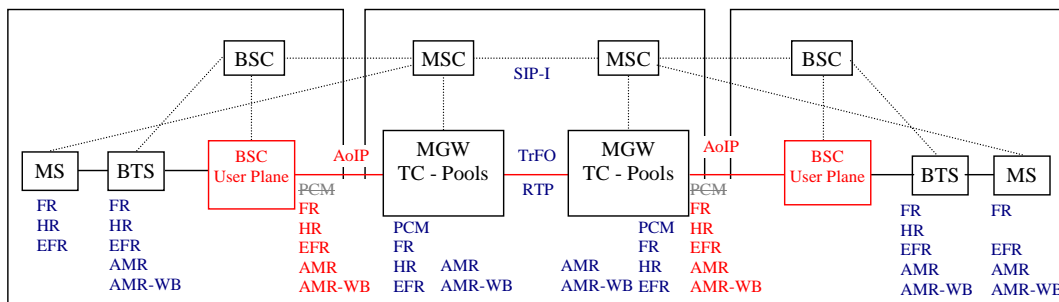 BSC
MSC
MSC
BSC
SIP-I
MS
BTS
BSC
User Plane
AoIP
MGW
TC - Pools
TrFO
RTP
MGW
TC - Pools
AoIP
BSC
User Plane
BTS
MS
FR
HR
EFR
FR
HR
EFR
AMR
AMR-WB
PCM
FR
HR
EFR
AMR
AMR-WB
PCM
FR
HR
EFR
AMR
AMR-WB
AMR
AMR-WB
PCM
FR
HR
EFR
PCM
FR
HR
EFR
AMR
AMR-WB
FR
HR
EFR
AMR
AMR-WB
FR
EFR
AMR
AMR-WB